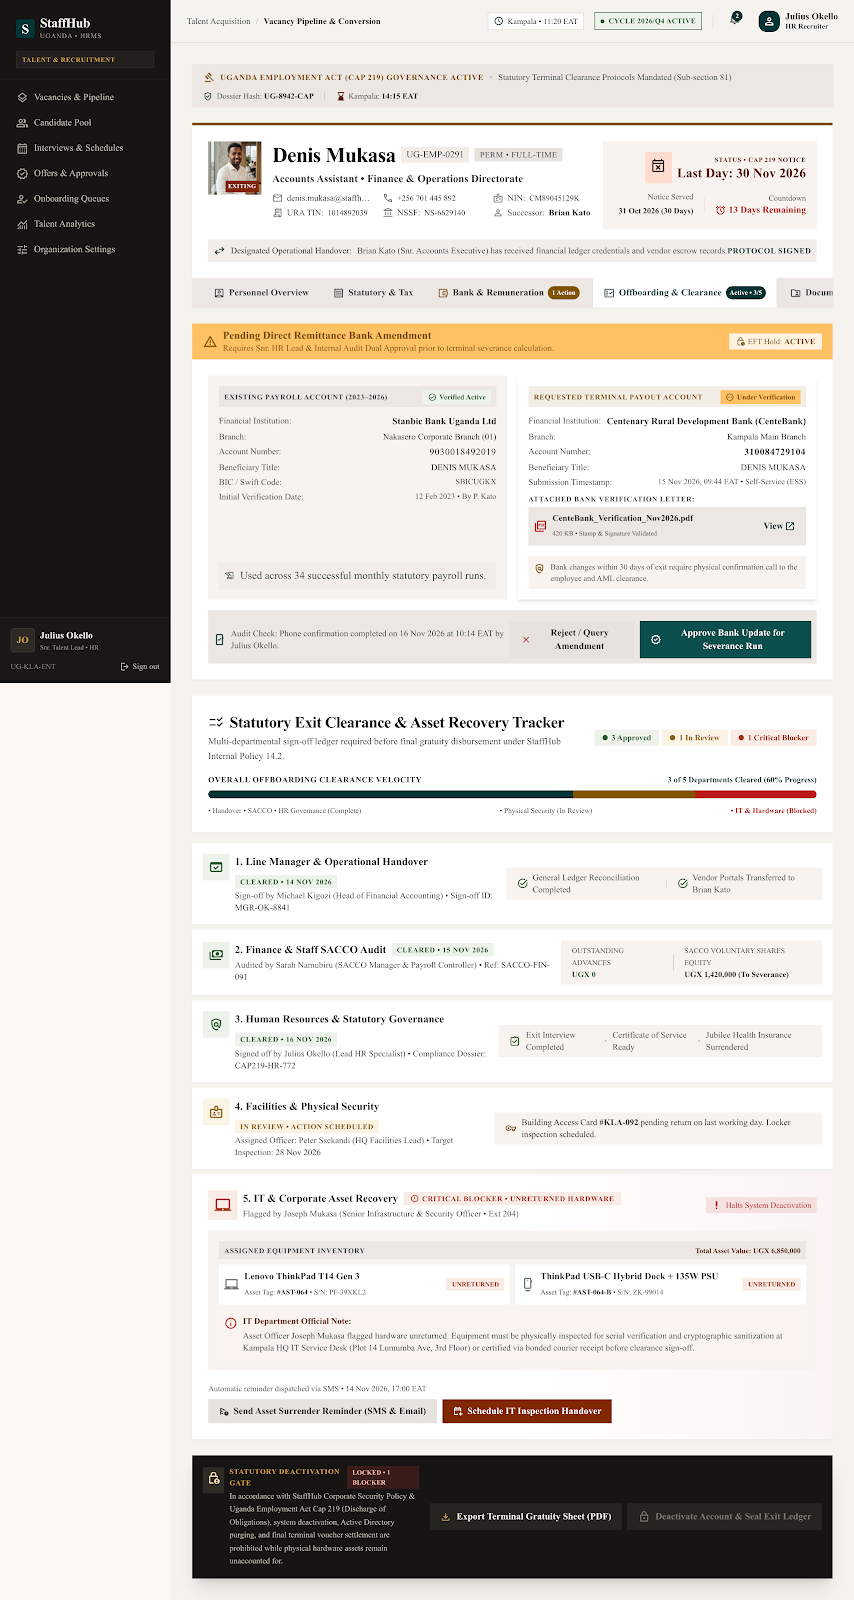 S
StaffHub
UGANDA • HRMS
TALENT & RECRUITMENT
Vacancies & Pipeline
Candidate Pool
Interviews & Schedules
Offers & Approvals
Onboarding Queues
Talent Analytics
Organization Settings
JO
Julius Okello
Snr. Talent Lead • HR
UG-KLA-ENT
Sign out
Talent Acquisition / Vacancy Pipeline & Conversion
Kampala • 11:20 EAT
CYCLE 2026/Q4 ACTIVE
2
Julius Okello
HR Recruiter
UGANDA EMPLOYMENT ACT (CAP 219) GOVERNANCE ACTIVE • Statutory Terminal Clearance Protocols Mandated (Sub-section 81)
Dossier Hash: UG-8942-CAP
Kampala: 14:15 EAT
EXITING
Denis Mukasa
UG-EMP-0291
PERM • FULL-TIME
Accounts Assistant • Finance & Operations Directorate
denis.mukasa@staffh...
+256 701 445 892
NIN: CM89045129K
URA TIN: 1014892039
NSSF: NS-6629140
Successor: Brian Kato
STATUS • CAP 219 NOTICE
Last Day: 30 Nov 2026
Notice Served
31 Oct 2026 (30 Days)
Countdown
13 Days Remaining
Designated Operational Handover: Brian Kato (Snr. Accounts Executive) has received financial ledger credentials and vendor escrow records.
PROTOCOL SIGNED
Personnel Overview
Statutory & Tax
Bank & Remuneration
1 Action
Offboarding & Clearance
Active • 3/5
Docum
Pending Direct Remittance Bank Amendment
Requires Snr. HR Lead & Internal Audit Dual Approval prior to terminal severance calculation.
EFT Hold: ACTIVE
EXISTING PAYROLL ACCOUNT (2023–2026)
Verified Active
Financial Institution: Stanbic Bank Uganda Ltd
Branch: Nakasero Corporate Branch (01)
Account Number: 9030018492019
Beneficiary Title: DENIS MUKASA
BIC / Swift Code: SBICUGKX
Initial Verification Date: 12 Feb 2023 • By P. Kato
Used across 34 successful monthly statutory payroll runs.
REQUESTED TERMINAL PAYOUT ACCOUNT
Under Verification
Financial Institution: Centenary Rural Development Bank (CenteBank)
Branch: Kampala Main Branch
Account Number: 310084729104
Beneficiary Title: DENIS MUKASA
Submission Timestamp: 15 Nov 2026, 09:44 EAT • Self-Service (ESS)
ATTACHED BANK VERIFICATION LETTER:
CenteBank_Verification_Nov2026.pdf
420 KB • Stamp & Signature Validated
View
Bank changes within 30 days of exit require physical confirmation call to the
employee and AML clearance.
Audit Check: Phone confirmation completed on 16 Nov 2026 at 10:14 EAT by
Julius Okello.
Reject / Query
Amendment
Approve Bank Update for
Severance Run
Statutory Exit Clearance & Asset Recovery Tracker
Multi-departmental sign-off ledger required before final gratuity disbursement under StaffHub
Internal Policy 14.2.
3 Approved
1 In Review
1 Critical Blocker
OVERALL OFFBOARDING CLEARANCE VELOCITY
3 of 5 Departments Cleared (60% Progress)
• Handover • SACCO • HR Governance (Complete)
• Physical Security (In Review)
• IT & Hardware (Blocked)
1. Line Manager & Operational Handover
CLEARED • 14 NOV 2026
Sign-off by Michael Kigozi (Head of Financial Accounting) • Sign-off ID:
MGR-OK-8841
General Ledger Reconciliation
Completed
Vendor Portals Transferred to
Brian Kato
2. Finance & Staff SACCO Audit
CLEARED • 15 NOV 2026
Audited by Sarah Namubiru (SACCO Manager & Payroll Controller) • Ref: SACCO-FIN-
091
OUTSTANDING
ADVANCES
UGX 0
SACCO VOLUNTARY SHARES
EQUITY
UGX 1,420,000 (To Severance)
3. Human Resources & Statutory Governance
CLEARED • 16 NOV 2026
Signed off by Julius Okello (Lead HR Specialist) • Compliance Dossier:
CAP219-HR-772
Exit Interview
Completed
• Certificate of Service
Ready
• Jubilee Health Insurance
Surrendered
4. Facilities & Physical Security
IN REVIEW • ACTION SCHEDULED
Assigned Officer: Peter Ssekandi (HQ Facilities Lead) • Target
Inspection: 28 Nov 2026
Building Access Card #KLA-092 pending return on last working day. Locker
inspection scheduled.
5. IT & Corporate Asset Recovery
CRITICAL BLOCKER • UNRETURNED HARDWARE
Flagged by Joseph Mukasa (Senior Infrastructure & Security Officer • Ext 204)
Halts System Deactivation
ASSIGNED EQUIPMENT INVENTORY
Total Asset Value: UGX 6,850,000
Lenovo ThinkPad T14 Gen 3
Asset Tag: #AST-064 • S/N: PF-39XKL2
UNRETURNED
ThinkPad USB-C Hybrid Dock + 135W PSU
Asset Tag: #AST-064-B • S/N: ZK-99014
UNRETURNED
IT Department Official Note:
Asset Officer Joseph Mukasa flagged hardware unreturned. Equipment must be physically inspected for serial verification and cryptographic sanitization at
Kampala HQ IT Service Desk (Plot 14 Lumumba Ave, 3rd Floor) or certified via bonded courier receipt before clearance sign-off.
Automatic reminder dispatched via SMS • 14 Nov 2026, 17:00 EAT
Send Asset Surrender Reminder (SMS & Email)
Schedule IT Inspection Handover
STATUTORY DEACTIVATION
GATE
LOCKED • 1
BLOCKER
In accordance with StaffHub Corporate Security Policy &
Uganda Employment Act Cap 219 (Discharge of
Obligations), system deactivation, Active Directory
purging, and final terminal voucher settlement are
prohibited while physical hardware assets remain
unaccounted for.
Export Terminal Gratuity Sheet (PDF)
Deactivate Account & Seal Exit Ledger